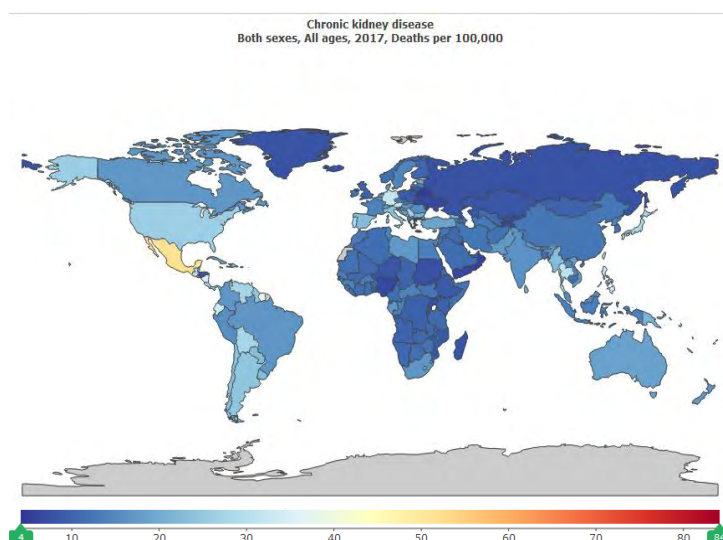 Chronic kidney disease
Both sexes, All ages, 2017, Deaths per 100,000
4 10 20 30 40 50 60 70 80